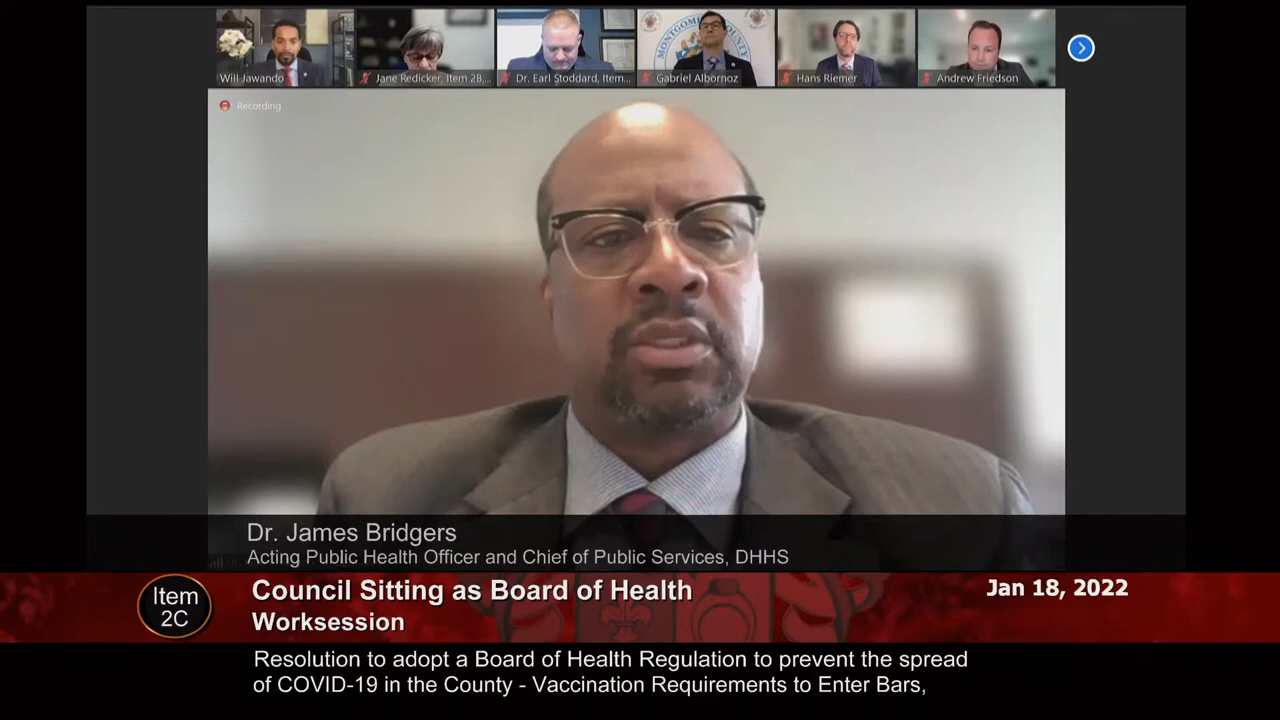 Will Jawando
Jane Redicker, Item 2B,...
Dr. Earl Stoddard, Item...
Gabriel Albornoz
Hans Riemer
Andrew Friedson
MONTGOM
COUNTY
Recording
Dr. James Bridgers
Acting Public Health Officer and Chief of Public Services, DHHS
Item
2C
Council Sitting as Board of Health
Worksession
Jan 18, 2022
Resolution to adopt a Board of Health Regulation to prevent the spread
of COVID-19 in the County - Vaccination Requirements to Enter Bars,